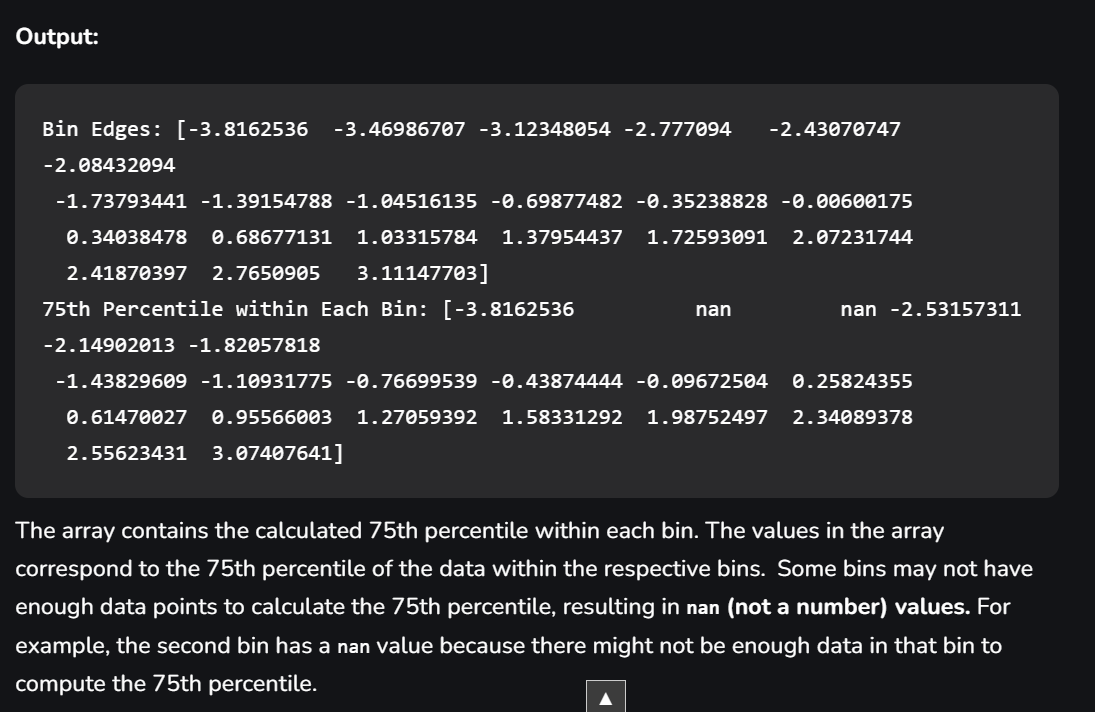 Output:
Bin Edges: [-3.8162536  -3.46986707 -3.12348054 -2.777094   -2.43070747
-2.08432094
 -1.73793441 -1.39154788 -1.04516135 -0.69877482 -0.35238828 -0.00600175
  0.34038478  0.68677131  1.03315784  1.37954437  1.72593091  2.07231744
  2.41870397  2.7650905   3.11147703]
75th Percentile within Each Bin: [-3.8162536          nan         nan -2.53157311
-2.14902013 -1.82057818
 -1.43829609 -1.10931775 -0.76699539 -0.43874444 -0.09672504  0.25824355
  0.61470027  0.95566003  1.27059392  1.58331292  1.98752497  2.34089378
  2.55623431  3.07407641]
The array contains the calculated 75th percentile within each bin. The values in the array
correspond to the 75th percentile of the data within the respective bins.  Some bins may not have
enough data points to calculate the 75th percentile, resulting in nan (not a number) values. For
example, the second bin has a nan value because there might not be enough data in that bin to
compute the 75th percentile.